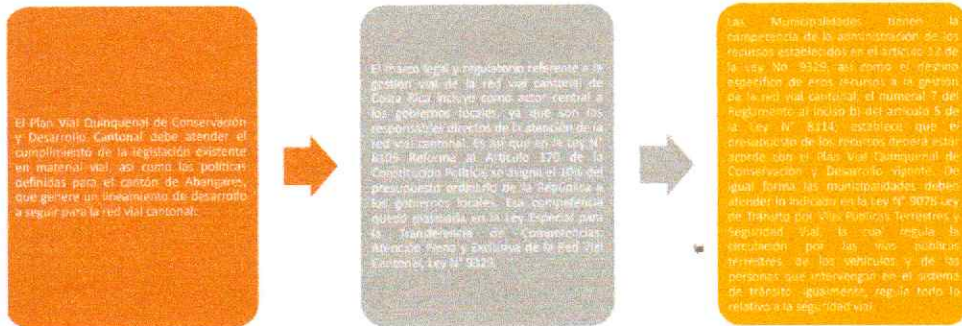 El Plan Vial Quinquenal de Conservación
y Desarrollo Cantonal debe atender el
cumplimiento de la legislación existente
en material vial, así como las políticas
definidas para el cantón de Abangares,
que genere un lineamiento de desarrollo
a seguir para la red vial cantonal:
El marco legal y regulatorio referente a la
gestión vial de la red vial cantonal de
Costa Rica incluye como actor central a
los gobiernos locales, ya que son los
responsables directos de la atención de la
red vial cantonal. Es así que en la Ley N°
8105 Reforma al Artículo 170 de la
Constitución Política, se asigna el 10% del
presupuesto ordinario de la República a
los gobiernos locales. Esa competencia
quedó plasmada en la Ley Especial para
la Transferencia de Competencias:
Atención Plena y Exclusiva de la Red Vial
Cantonal, Ley N° 9329.
Las Municipalidades tienen la
competencia de la administración de los
recursos establecidos en el artículo 12 de
la Ley No. 9329, así como el destino
específico de esos recursos a la gestión
de la red vial cantonal, el numeral 7 del
Reglamento al inciso b) del artículo 5 de
la Ley N° 8114, establece que el
presupuesto de los recursos deberá estar
acorde con el Plan Vial Quinquenal de
Conservación y Desarrollo vigente. De
igual forma las municipalidades deben
atender lo indicado en la Ley N° 9078 Ley
de Tránsito por Vías Públicas Terrestres y
Seguridad Vial, la cual regula la
circulación por las vías públicas
terrestres, de los vehículos y de las
personas que intervengan en el sistema
de tránsito, igualmente, regula todo lo
relativo a la seguridad vial.